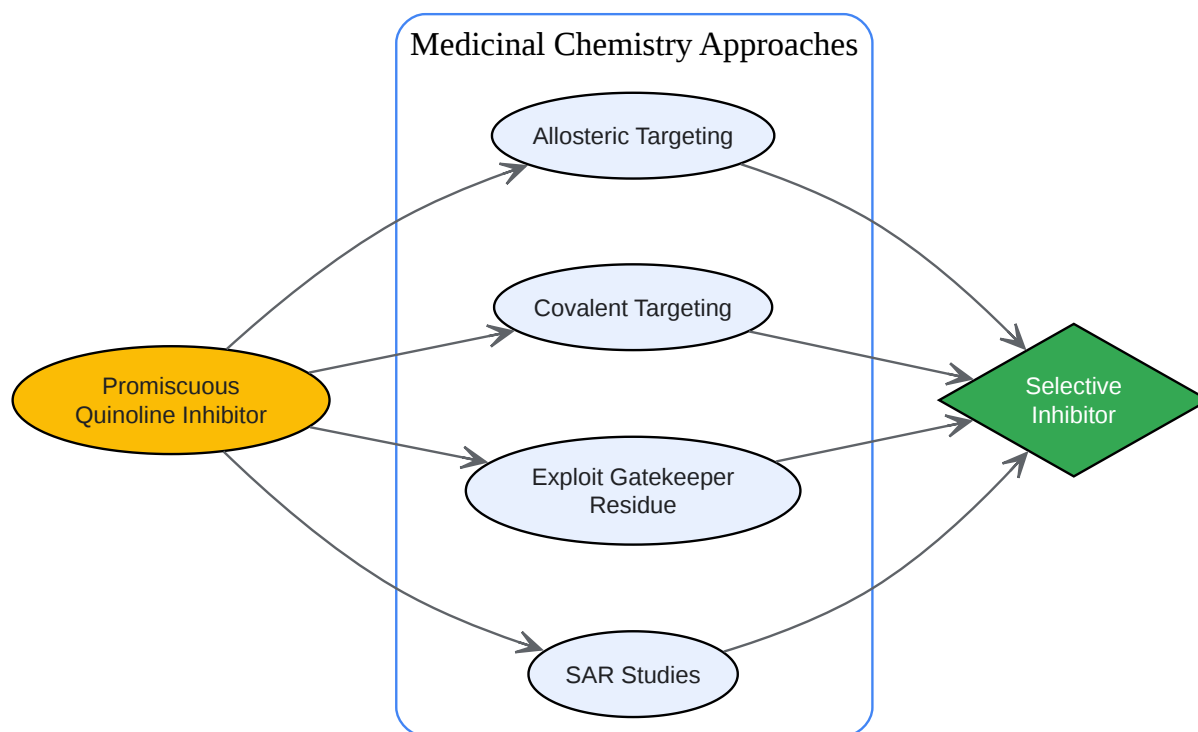 Medicinal Chemistry Approaches
Allosteric Targeting
Covalent Targeting
Promiscuous
Quinoline Inhibitor
Selective
Inhibitor
Exploit Gatekeeper
Residue
SAR Studies